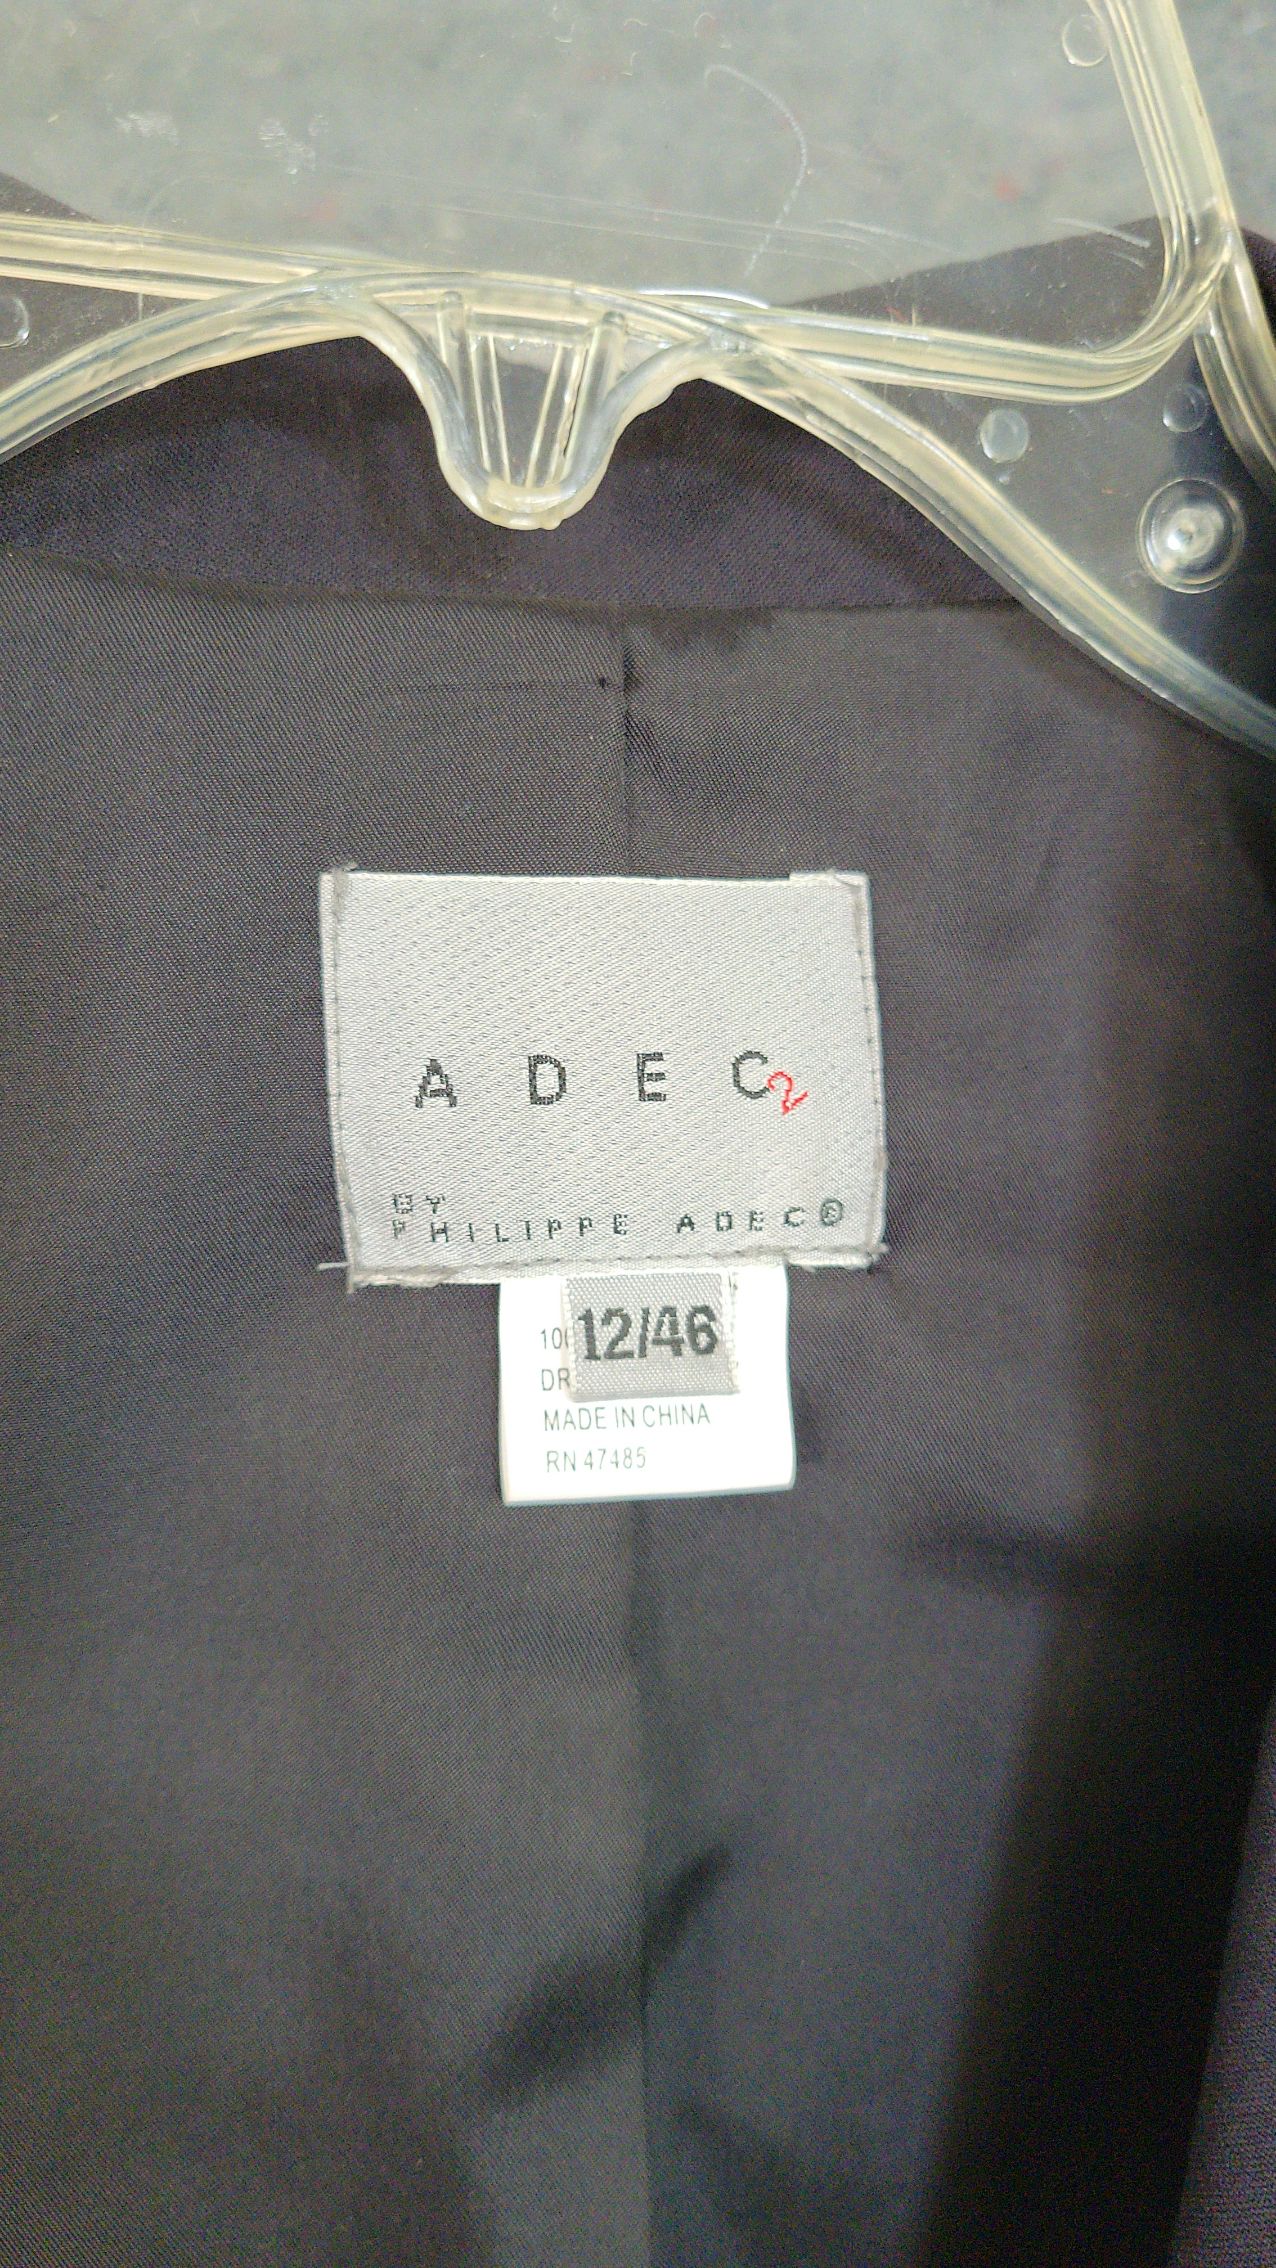 ADEC2
BY
PHILIPPE ADEC®
12/46
MADE IN CHINA
RN 47485